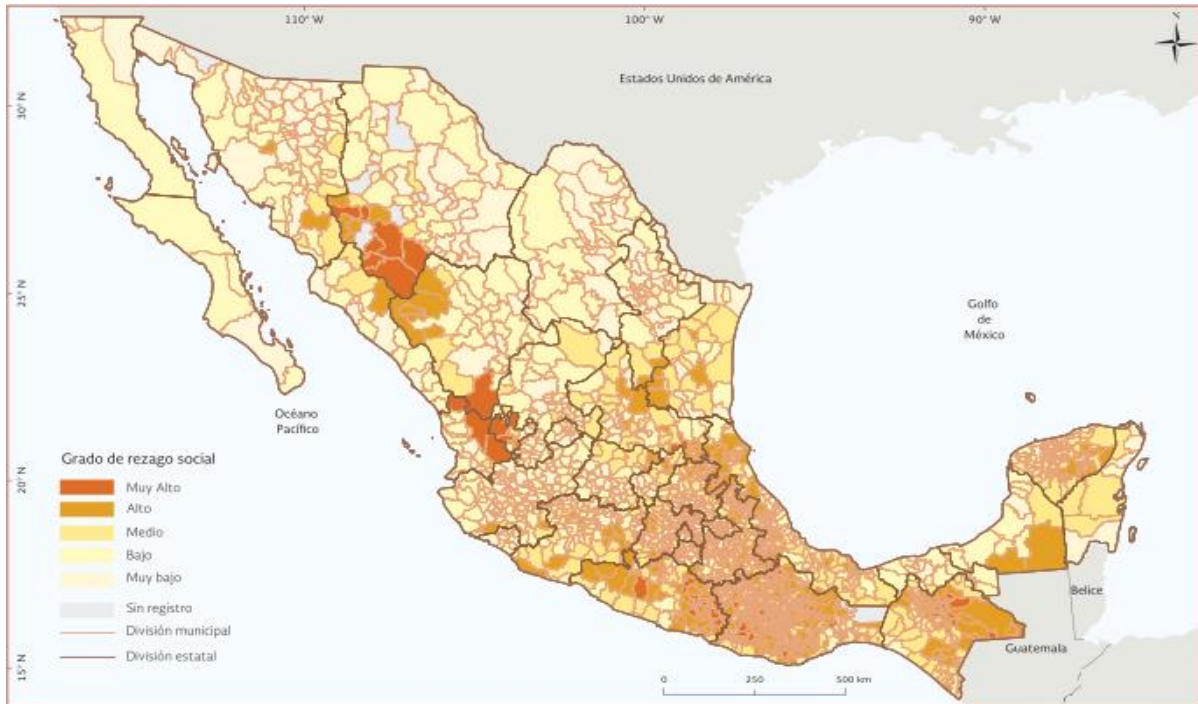 110° W
100° W
90° W
Estados Unidos de América
30° N
25° N
Golfo
de
México
Océano
Pacífico
20° N
Grado de rezago social
Muy Alto
Alto
Medio
Bajo
Muy bajo
Sin registro
División municipal
División estatal
Belice
Guatemala
15° N
0
250
500 km